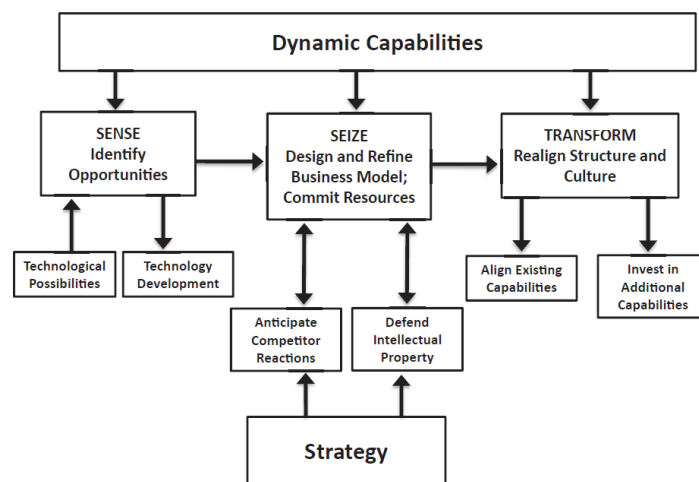 Dynamic Capabilities
SENSE
Identify
Opportunities
SEIZE
Design and Refine
Business Model;
Commit Resources
TRANSFORM
Realign Structure and
Culture
Technological
Possibilities
Technology
Development
Align Existing
Capabilities
Invest in
Additional
Capabilities
Anticipate
Competitor
Reactions
Defend
Intellectual
Property
Strategy